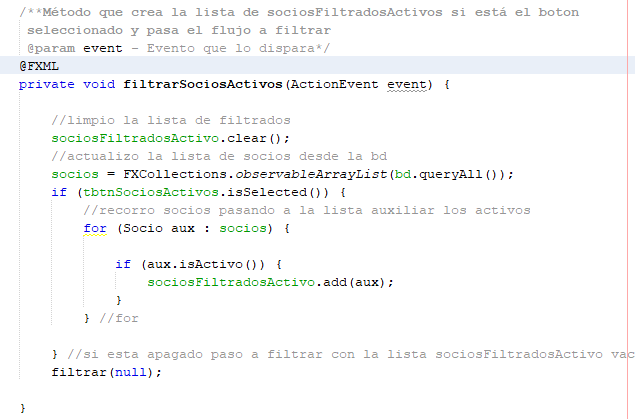 /**Método que crea la lista de sociosFiltradosActivos si está el boton
seleccionado y pasa el flujo a filtrar
@param event - Evento que lo dispara*/
@FXML
private void filtrarSociosActivos(ActionEvent event) {
//limpio la lista de filtrados
sociosFiltradosActivo.clear();
//actualizo la lista de socios desde la bd
socios = FXCollections.observableArrayList(bd.queryAll());
if (tbtnSociosActivos.isSelected()) {
//recorro socios pasando a la lista auxiliar los activos
for (Socio aux : socios) {
if (aux.isActivo()) {
sociosFiltradosActivo.add(aux);
}
} //for
} //si esta apagado paso a filtrar con la lista sociosFiltradosActivo vac
filtrar(null);
}